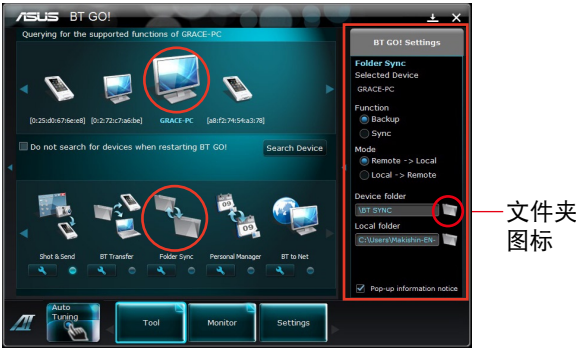 ASUS BT GO!
Querying for the supported functions of GRACE-PC
[0:25:d0:67:6e:e8] [0:2:72:c7:a6:be] GRACE-PC [a8:f2:74:54:a3:78]
Do not search for devices when restarting BT GO!
Search Device
Shot & Send BT Transfer Folder Sync Personal Manager BT to Net
Auto
Tuning
Tool
Monitor
Settings
BT GO! Settings
Folder Sync
Selected Device
GRACE-PC
Function
Backup
Sync
Mode
Remote -> Local
Local -> Remote
Device folder
\BT SYNC
Local folder
C:\Users\Makishin-EN-
Pop-up information notice
文件夹
图标